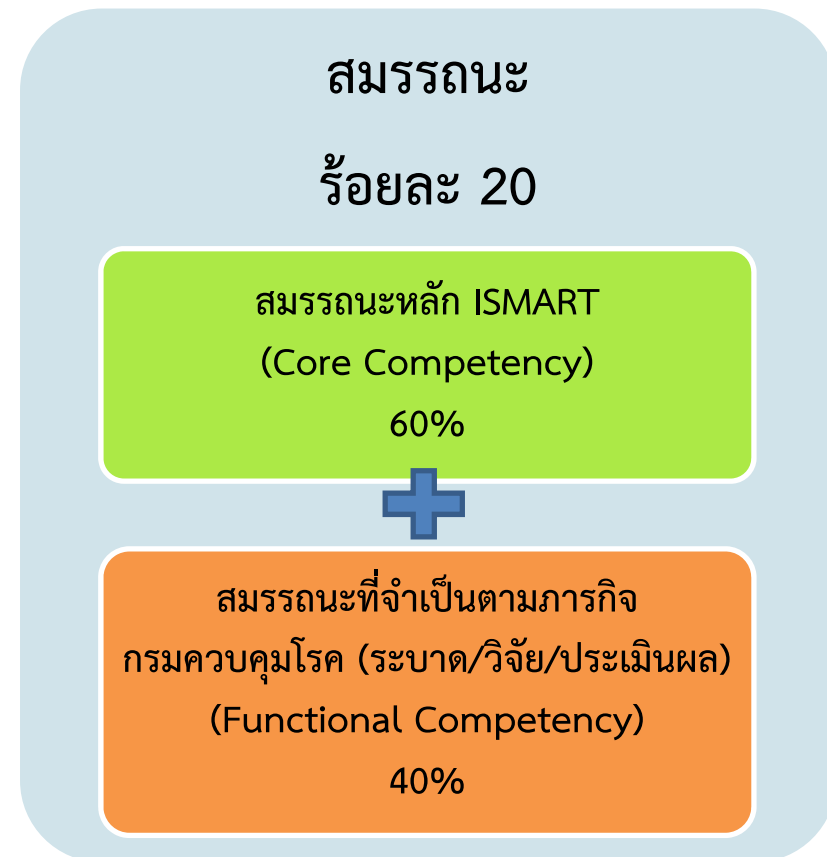 สมรรถนะ
ร้อยละ 20
สมรรถนะหลัก ISMART
(Core Competency)
60%
สมรรถนะที่จำเป็นตามภารกิจ
กรมควบคุมโรค (ระบาด/วิจัย/ประเมินผล)
(Functional Competency)
40%